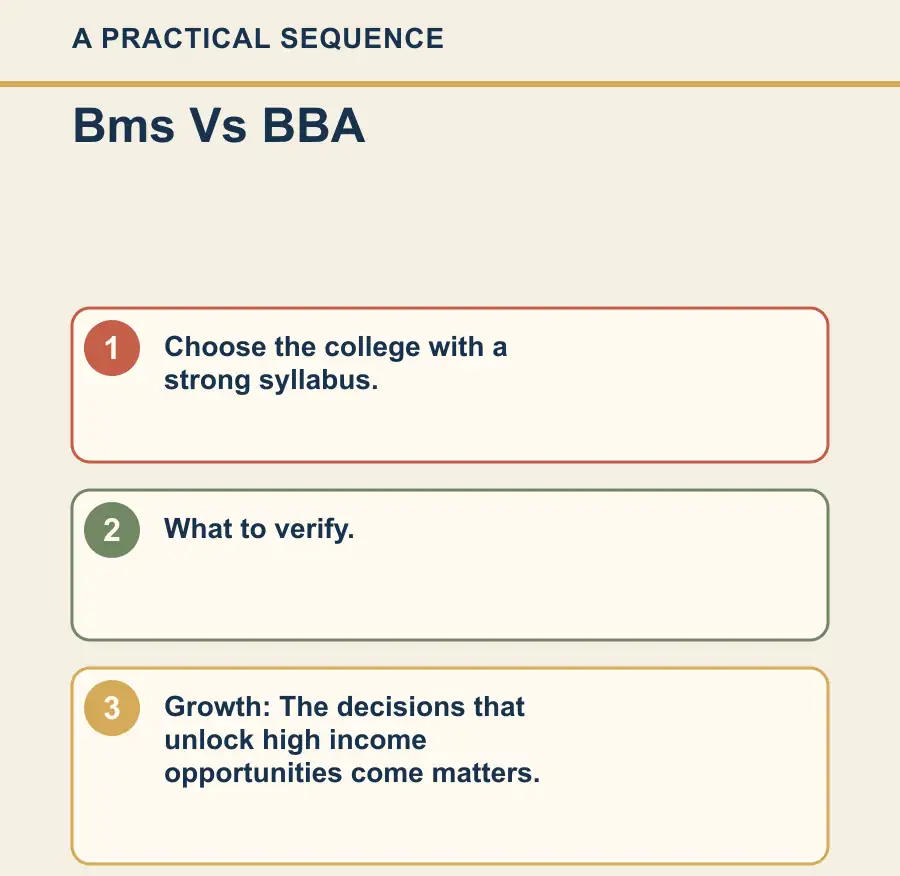 A PRACTICAL SEQUENCE
Bms Vs BBA
1
Choose the college with a
strong syllabus.
2
What to verify.
3
Growth: The decisions that
unlock high income
opportunities come matters.